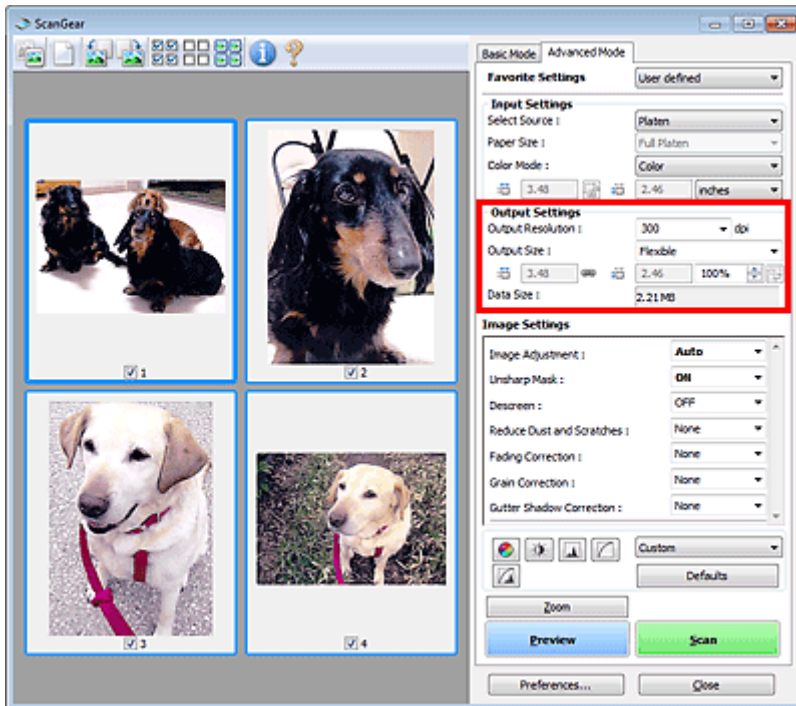 ScanGear
Basic Mode Advanced Mode
Favorite Settings User defined
Input Settings
Select Source : Platen
Paper Size : Full Platen
Color Mode : Color
3.48 2.46 inches
Output Settings
Output Resolution : 300 dpi
Output Size : Flexible
3.48 2.46 100%
Data Size : 2.21 MB
Image Settings
Image Adjustment : Auto
Unsharp Mask : ON
Descreen : OFF
Reduce Dust and Scratches : None
Fading Correction : None
Grain Correction : None
Gutter Shadow Correction : None
Custom
Defaults
Zoom
Preview Scan
Preferences... Close
1
2
3
4